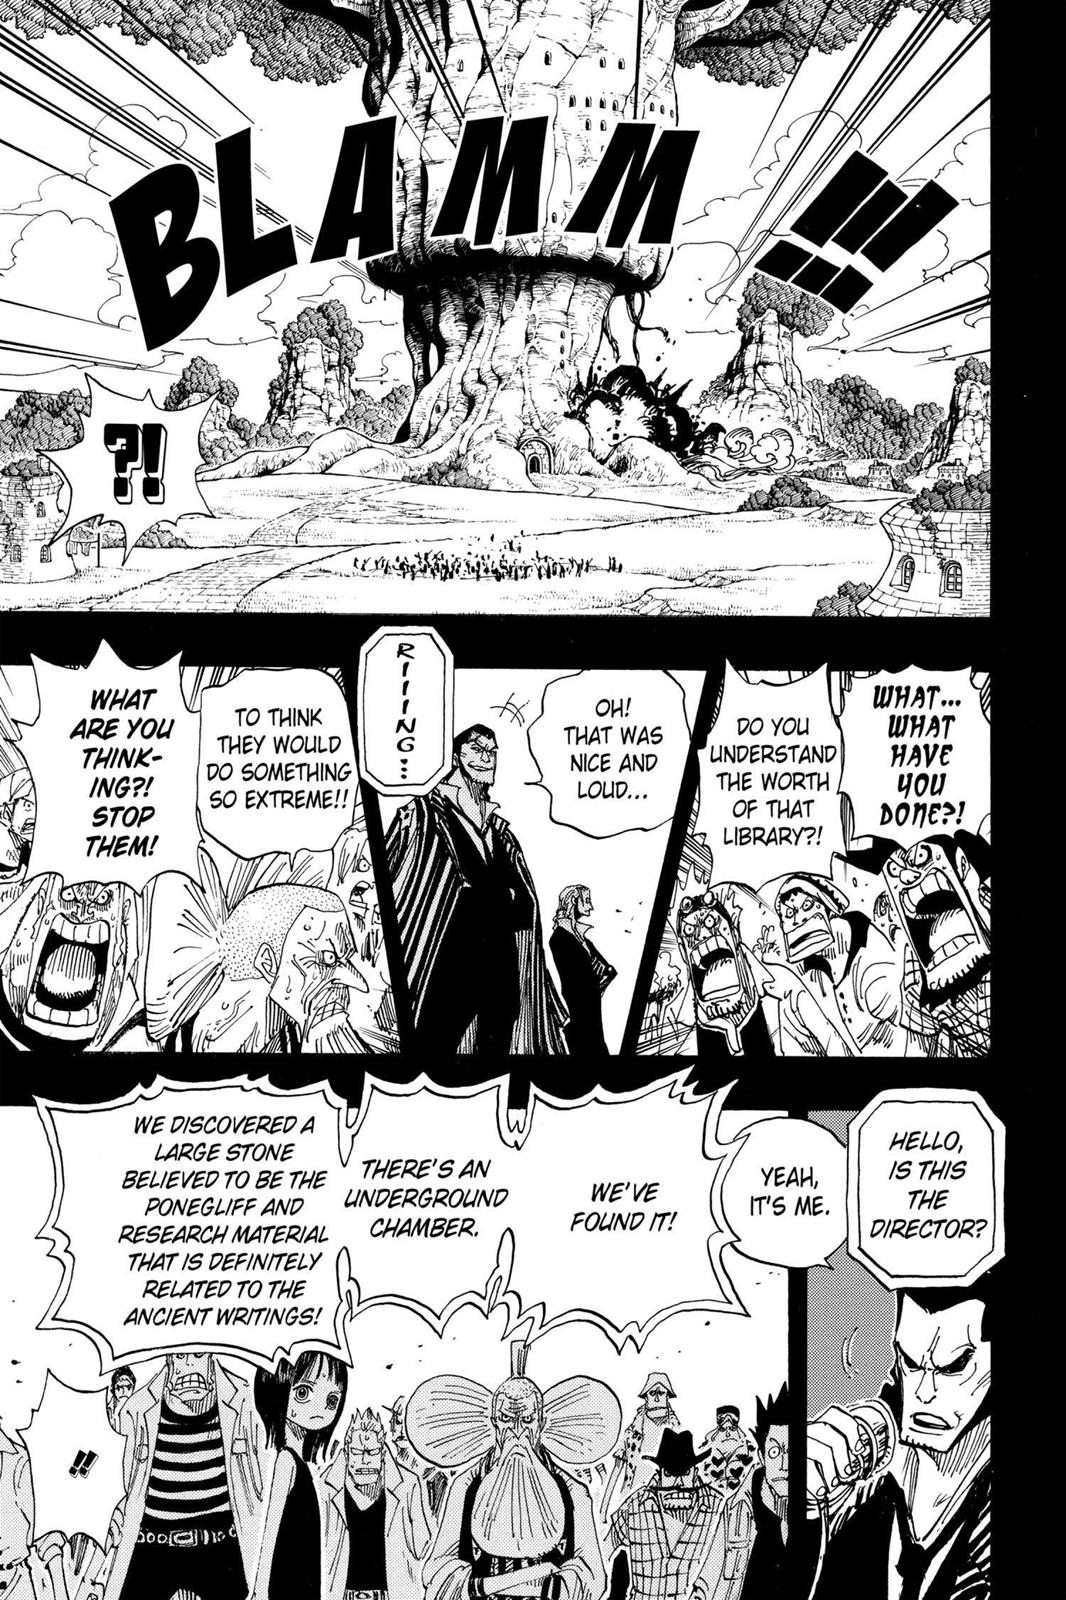 BLAMM!!!
?!
WHAT...
WHAT
HAVE
YOU
DONE?!
DO YOU
UNDERSTAND
THE WORTH
OF THAT
LIBRARY?!
OH!
THAT WAS
NICE AND
LOUD...
RIIING...
TO THINK
THEY WOULD
DO SOMETHING
SO EXTREME!!
WHAT
ARE YOU
THINK-
ING?!
STOP
THEM!
HELLO,
IS THIS
THE
DIRECTOR?
YEAH,
IT'S ME.
WE'VE
FOUND IT!
THERE'S AN
UNDERGROUND
CHAMBER.
WE DISCOVERED A
LARGE STONE
BELIEVED TO BE THE
PONEGLIFF AND
RESEARCH MATERIAL
THAT IS DEFINITELY
RELATED TO THE
ANCIENT WRITINGS!
!!